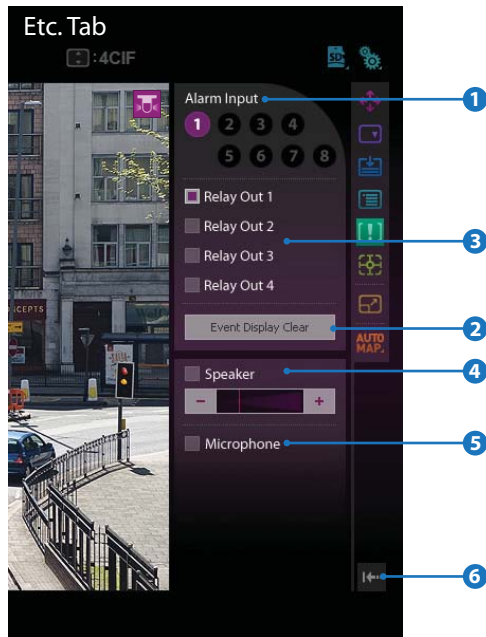 Etc. Tab
:4CIF
SD
Alarm Input
1
1 2 3 4
5 6 7 8
Relay Out 1
Relay Out 2
Relay Out 3
3
Relay Out 4
Event Display Clear
2
AUTO
MAP
Speaker
4
- +
Microphone
5
6
[!]
CEPTS